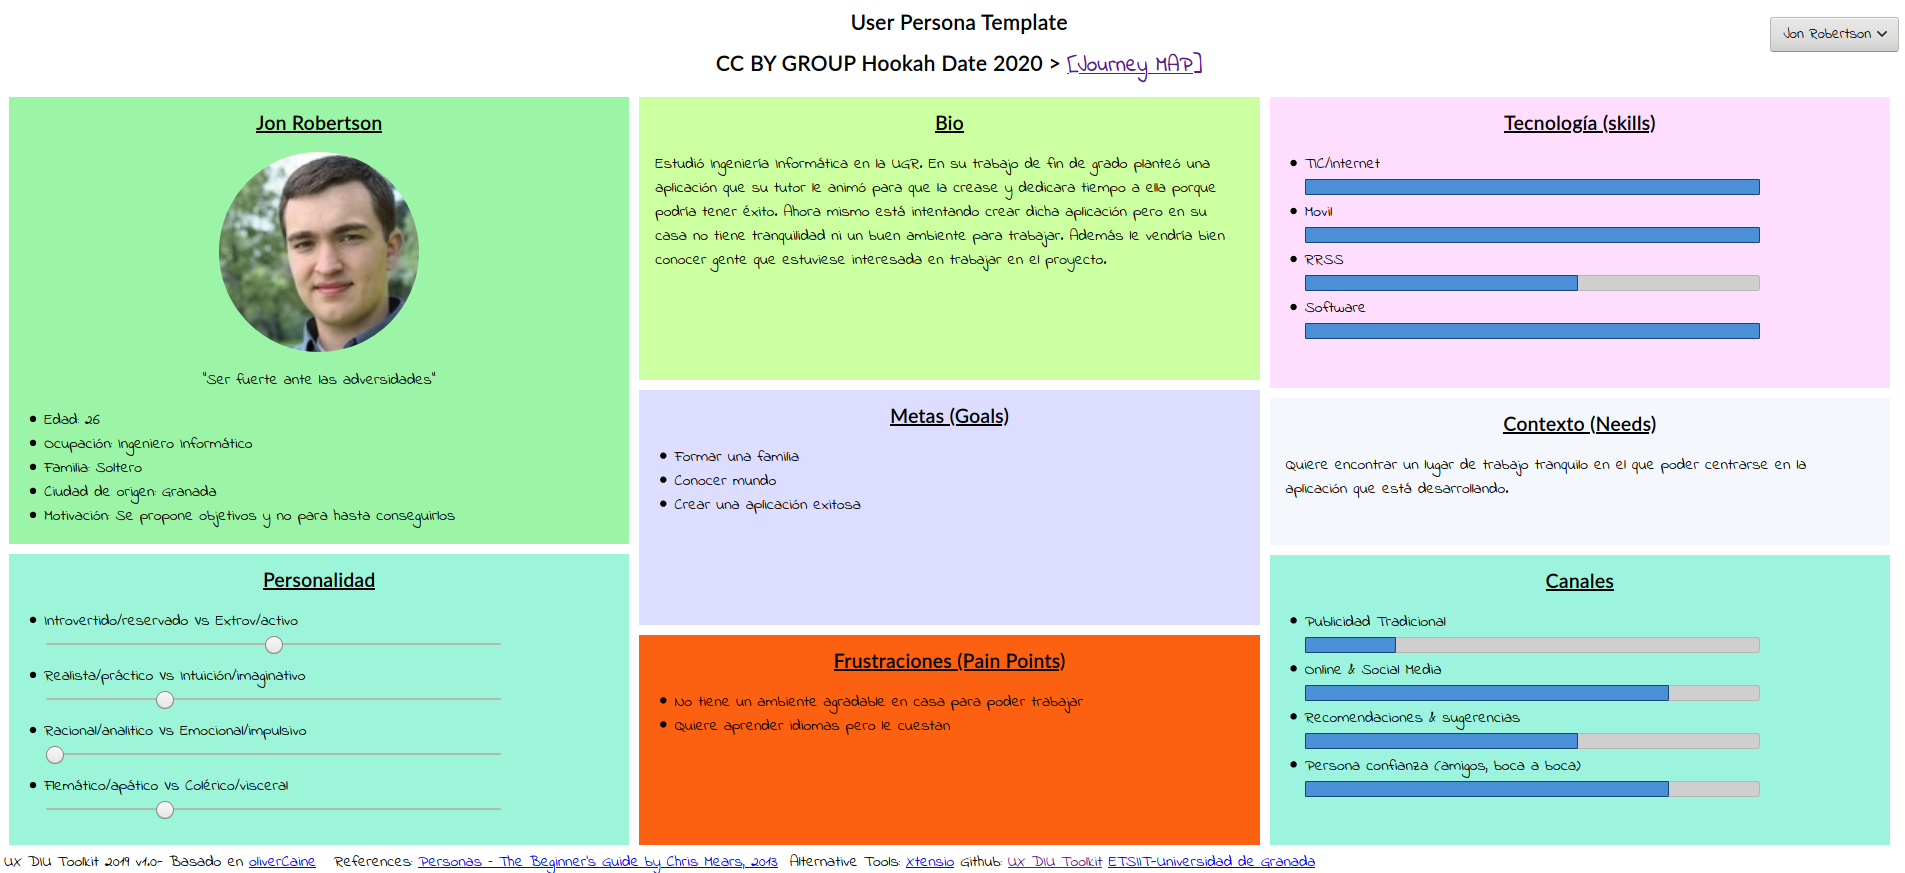 User Persona Template
Jon Robertson
CC BY GROUP Hookah Date 2020 > [Journey MAP]
Jon Robertson
"Ser fuerte ante las adversidades"
Edad: 26
Ocupación: Ingeniero Informático
Familia: Soltero
Ciudad de origen: Granada
Motivación: Se propone objetivos y no para hasta conseguirlos
Personalidad
Introvertido/reservado Vs Extrov/activo
Realista/práctico Vs Intuición/imaginativo
Racional/analítico Vs Emocional/impulsivo
Flemático/apático Vs Colérico/visceral
Bio
Estudió Ingeniería Informática en la UGR. En su trabajo de fin de grado planteó una
aplicación que su tutor le animó para que la crease y dedicara tiempo a ella porque
podría tener éxito. Ahora mismo está intentando crear dicha aplicación pero en su
casa no tiene tranquilidad ni un buen ambiente para trabajar. Además le vendría bien
conocer gente que estuviese interesada en trabajar en el proyecto.
Metas (Goals)
Formar una familia
Conocer mundo
Crear una aplicación exitosa
Frustraciones (Pain Points)
No tiene un ambiente agradable en casa para poder trabajar
Quiere aprender idiomas pero le cuestan
Tecnología (skills)
TIC/Internet
Movil
RRSS
Software
Contexto (Needs)
Quiere encontrar un lugar de trabajo tranquilo en el que poder centrarse en la
aplicación que está desarrollando.
Canales
Publicidad Tradicional
Online & Social Media
Recomendaciones & sugerencias
Persona confianza (amigos, boca a boca)
UX DIU Toolkit 2019 v1.0- Basado en oliverCaine References: Personas - The Beginner's Guide by Chris Mears, 2013 Alternative Tools: Xtensio Github: UX DIU Toolkit ETSIIT-Universidad de Granada